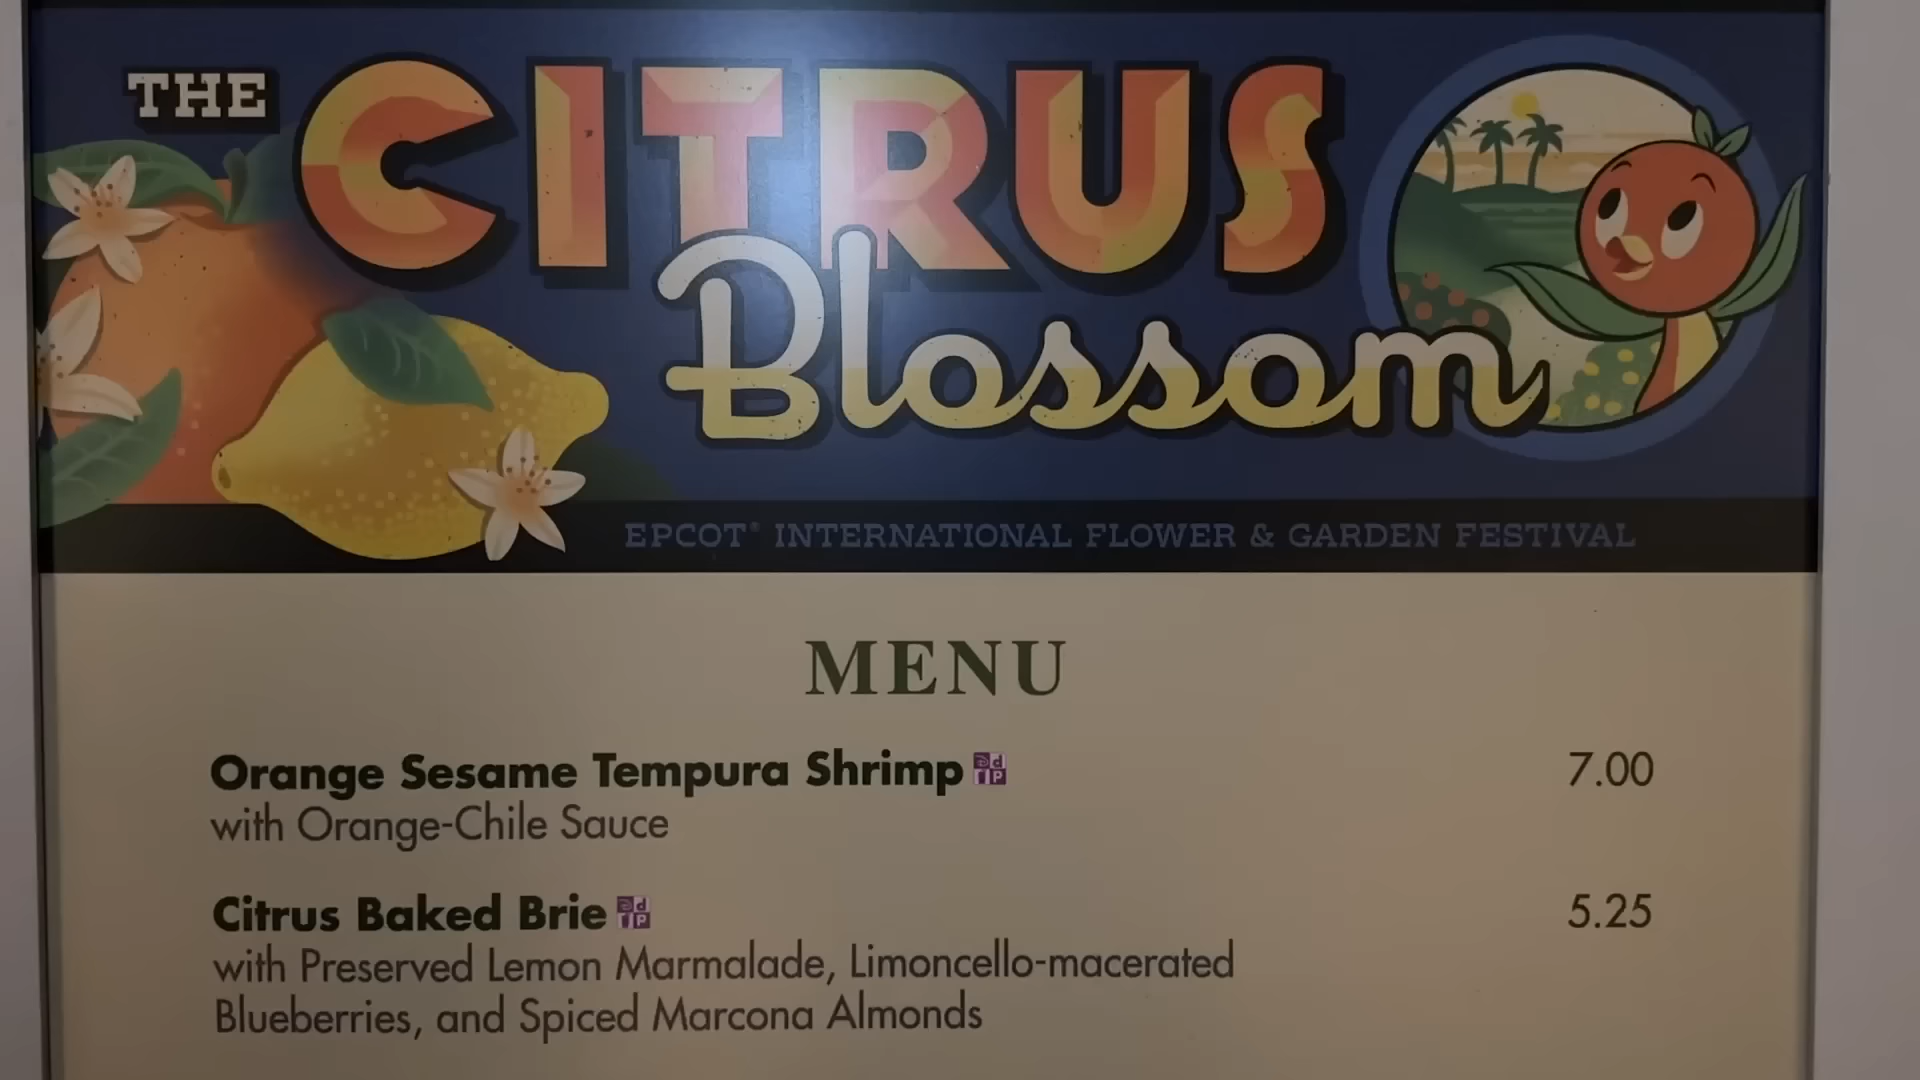 THE CITRUS
Blossom
EPCOT® INTERNATIONAL FLOWER & GARDEN FESTIVAL
MENU
Orange Sesame Tempura Shrimp 7.00
with Orange-Chile Sauce
Citrus Baked Brie 5.25
with Preserved Lemon Marmalade, Limoncello-macerated
Blueberries, and Spiced Marcona Almonds